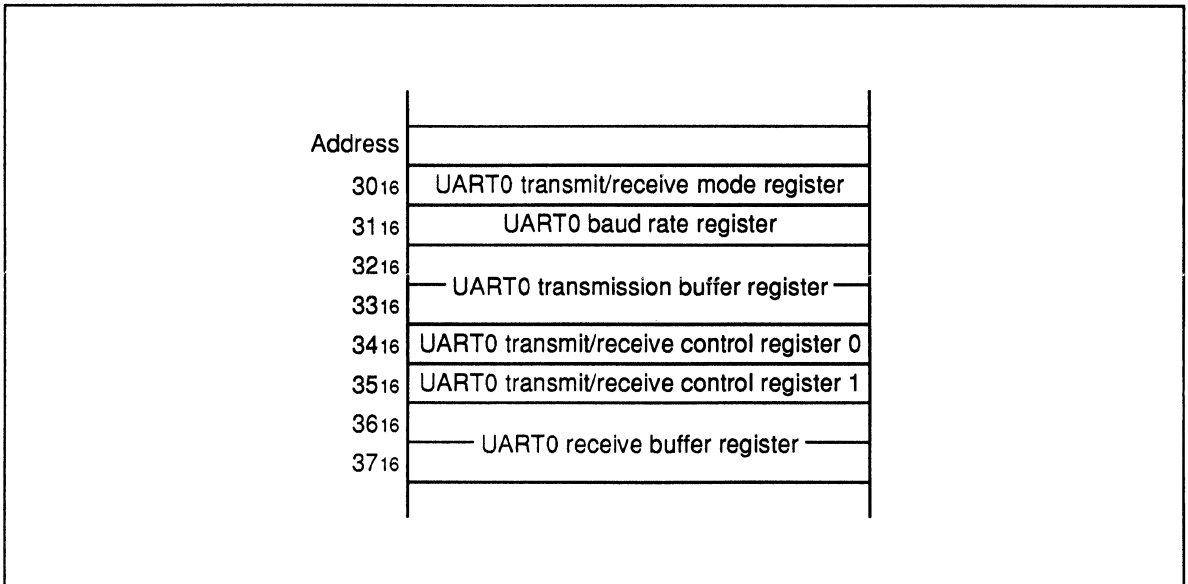 Address
30₁₆ UART0 transmit/receive mode register
31₁₆ UART0 baud rate register
32₁₆
UART0 transmission buffer register
33₁₆
34₁₆ UART0 transmit/receive control register 0
35₁₆ UART0 transmit/receive control register 1
36₁₆
UART0 receive buffer register
37₁₆